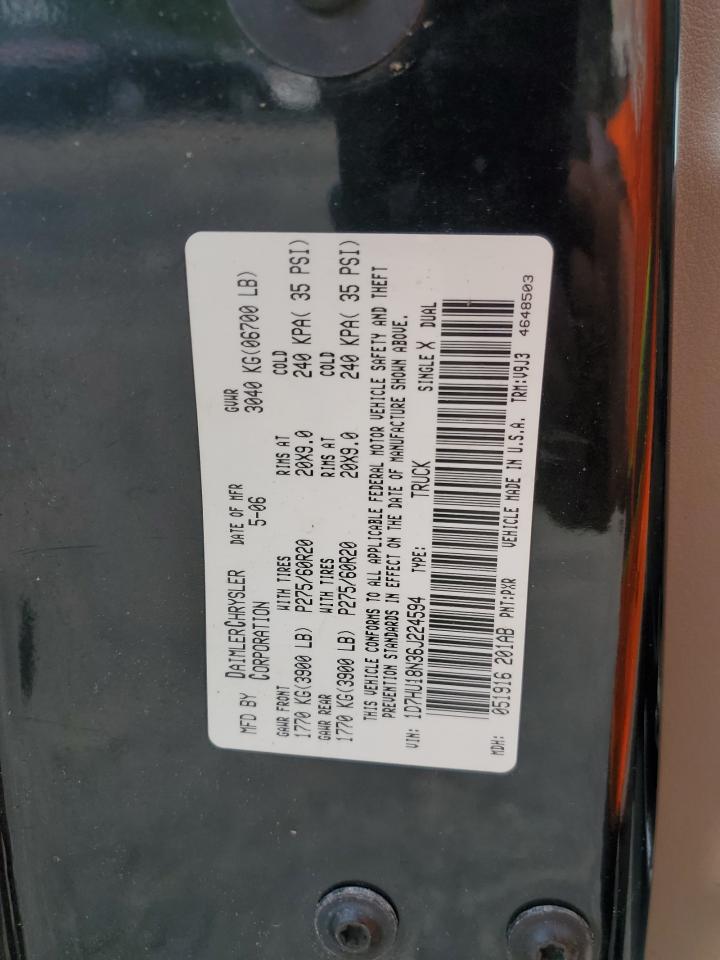 MFD BY DAIMLERCHRYSLER CORPORATION DATE OF MFR 5-06 GVWR 3040 KG(06700 LB)
GAWR FRONT WITH TIRES RIMS AT COLD
1770 KG(3900 LB) P275/60R20 20X9.0 240 KPA( 35 PSI)
GAWR REAR WITH TIRES RIMS AT COLD
1770 KG(3900 LB) P275/60R20 20X9.0 240 KPA( 35 PSI)
THIS VEHICLE CONFORMS TO ALL APPLICABLE FEDERAL MOTOR VEHICLE SAFETY AND THEFT
PREVENTION STANDARDS IN EFFECT ON THE DATE OF MANUFACTURE SHOWN ABOVE.
VIN: 1D7HU18N36J224594 TYPE: TRUCK SINGLE X DUAL
MDH: 051916 201AB PNT:PXR VEHICLE MADE IN U.S.A. TRM:V9J3
4648503